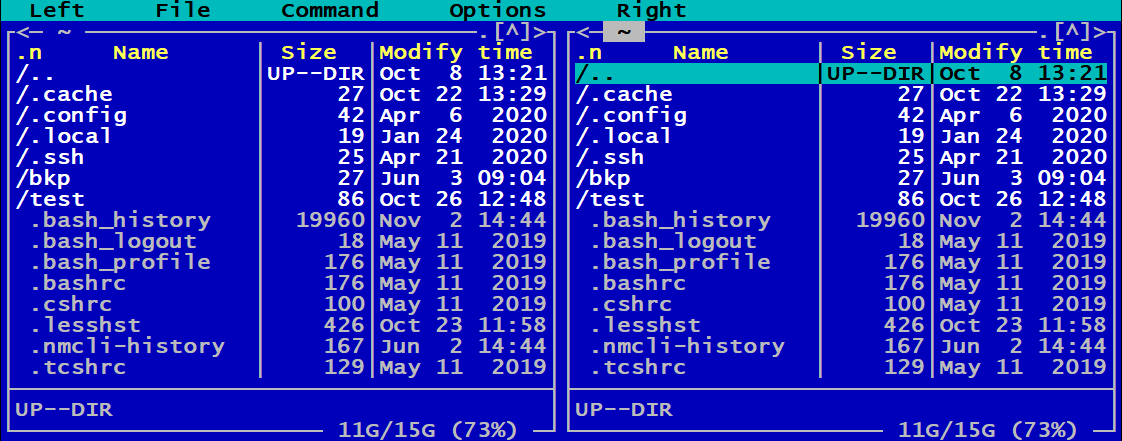 Left File Command Options Right
<─ ~ .[^]> <─ ~ .[^]>
.n Name Size Modify time .n Name Size Modify time
/.. UP--DIR Oct 8 13:21 /.. UP--DIR Oct 8 13:21
/.cache 27 Oct 22 13:29 /.cache 27 Oct 22 13:29
/.config 42 Apr 6 2020 /.config 42 Apr 6 2020
/.local 19 Jan 24 2020 /.local 19 Jan 24 2020
/.ssh 25 Apr 21 2020 /.ssh 25 Apr 21 2020
/bkp 27 Jun 3 09:04 /bkp 27 Jun 3 09:04
/test 86 Oct 26 12:48 /test 86 Oct 26 12:48
.bash_history 19960 Nov 2 14:44 .bash_history 19960 Nov 2 14:44
.bash_logout 18 May 11 2019 .bash_logout 18 May 11 2019
.bash_profile 176 May 11 2019 .bash_profile 176 May 11 2019
.bashrc 176 May 11 2019 .bashrc 176 May 11 2019
.cshrc 100 May 11 2019 .cshrc 100 May 11 2019
.lesshst 426 Oct 23 11:58 .lesshst 426 Oct 23 11:58
.nmcli-history 167 Jun 2 14:44 .nmcli-history 167 Jun 2 14:44
.tcshrc 129 May 11 2019 .tcshrc 129 May 11 2019
UP--DIR UP--DIR
11G/15G (73%) 11G/15G (73%)